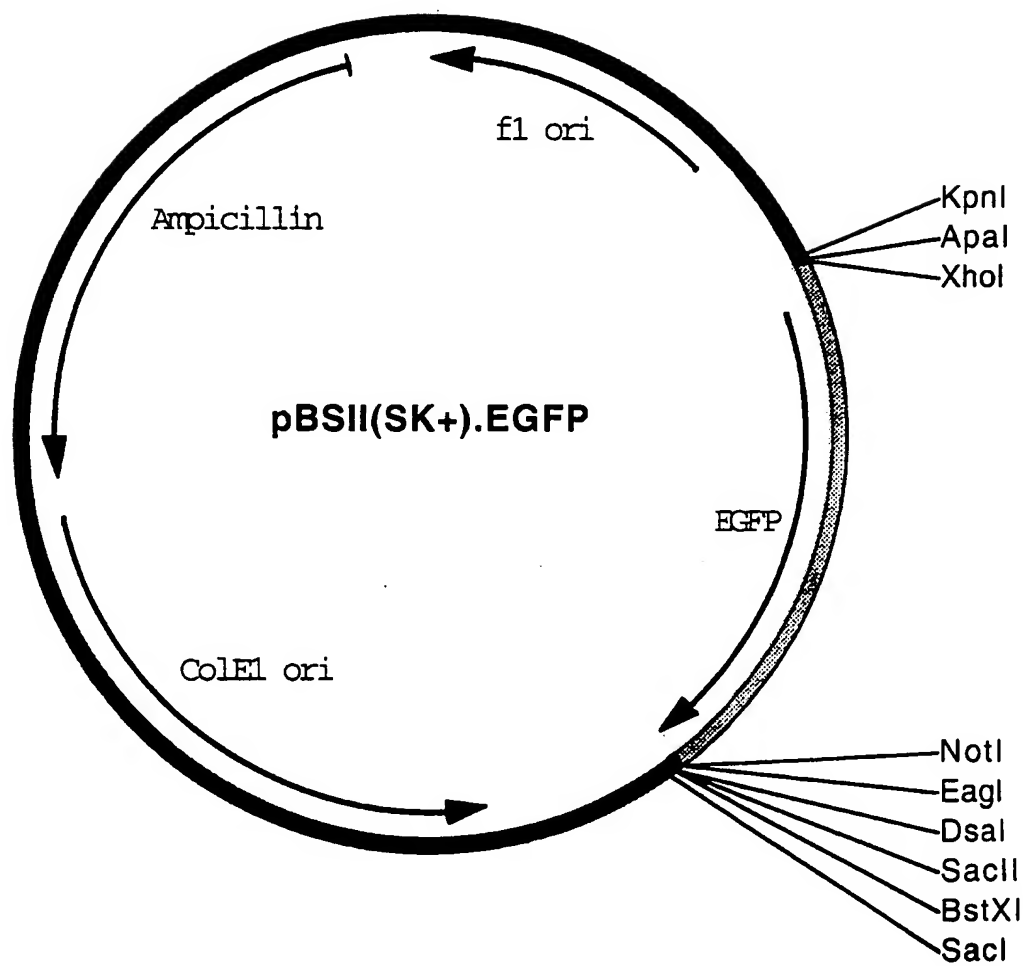 f1 ori
KpnI
Ampicillin
ApaI
XhoI
pBSII(SK+).EGFP
EGFP
ColE1 ori
NotI
EagI
DsaI
SacII
BstXI
SacI